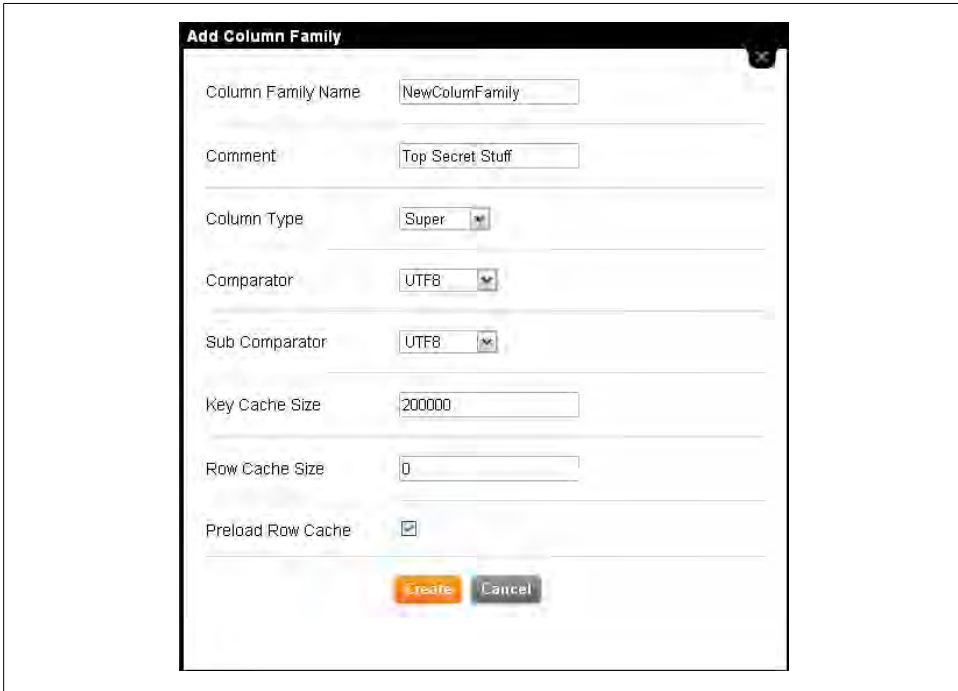 Add Column Family
Column Family Name NewColumFamily
Comment Top Secret Stuff
Column Type Super
Comparator UTF8
Sub Comparator UTF8
Key Cache Size 200000
Row Cache Size 0
Preload Row Cache
Create Cancel